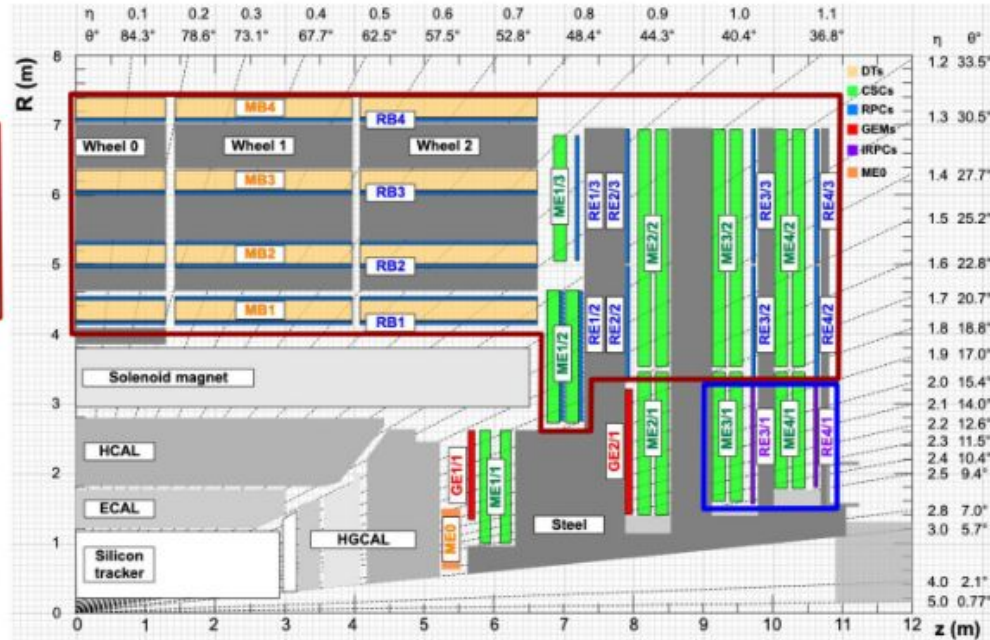 η 0.1 0.2 0.3 0.4 0.5 0.6 0.7 0.8 0.9 1.0 1.1
θ° 84.3° 78.6° 73.1° 67.7° 62.5° 57.5° 52.8° 48.4° 44.3° 40.4° 36.8° η θ°
R (m)
8
7
6
5
4
3
2
1
0
1.2 33.5°
1.3 30.5°
1.4 27.7°
1.5 25.2°
1.6 22.8°
1.7 20.7°
1.8 18.8°
1.9 17.0°
2.0 15.4°
2.1 14.0°
2.2 12.6°
2.3 11.5°
2.4 10.4°
2.5 9.4°
2.8 7.0°
3.0 5.7°
4.0 2.1°
5.0 0.77°
DTs
CSCs
RPCs
GEMs
iRPCs
ME0
MB4
RB4
Wheel 0 Wheel 1 Wheel 2
MB3
RB3
MB2
RB2
MB1
RB1
ME1/3
RE1/3
RE2/3
ME2/2
ME3/2
RE3/3
ME4/2
RE4/3
ME1/2
RE1/2
RE2/2
RE3/2
RE4/2
Solenoid magnet
HCAL
ECAL
Silicon
tracker
HGCAL
Steel
GE1/1
ME1/1
ME0
GE2/1
ME2/1
ME3/1
RE3/1
ME4/1
RE4/1
0 1 2 3 4 5 6 7 8 9 10 11 12
z (m)